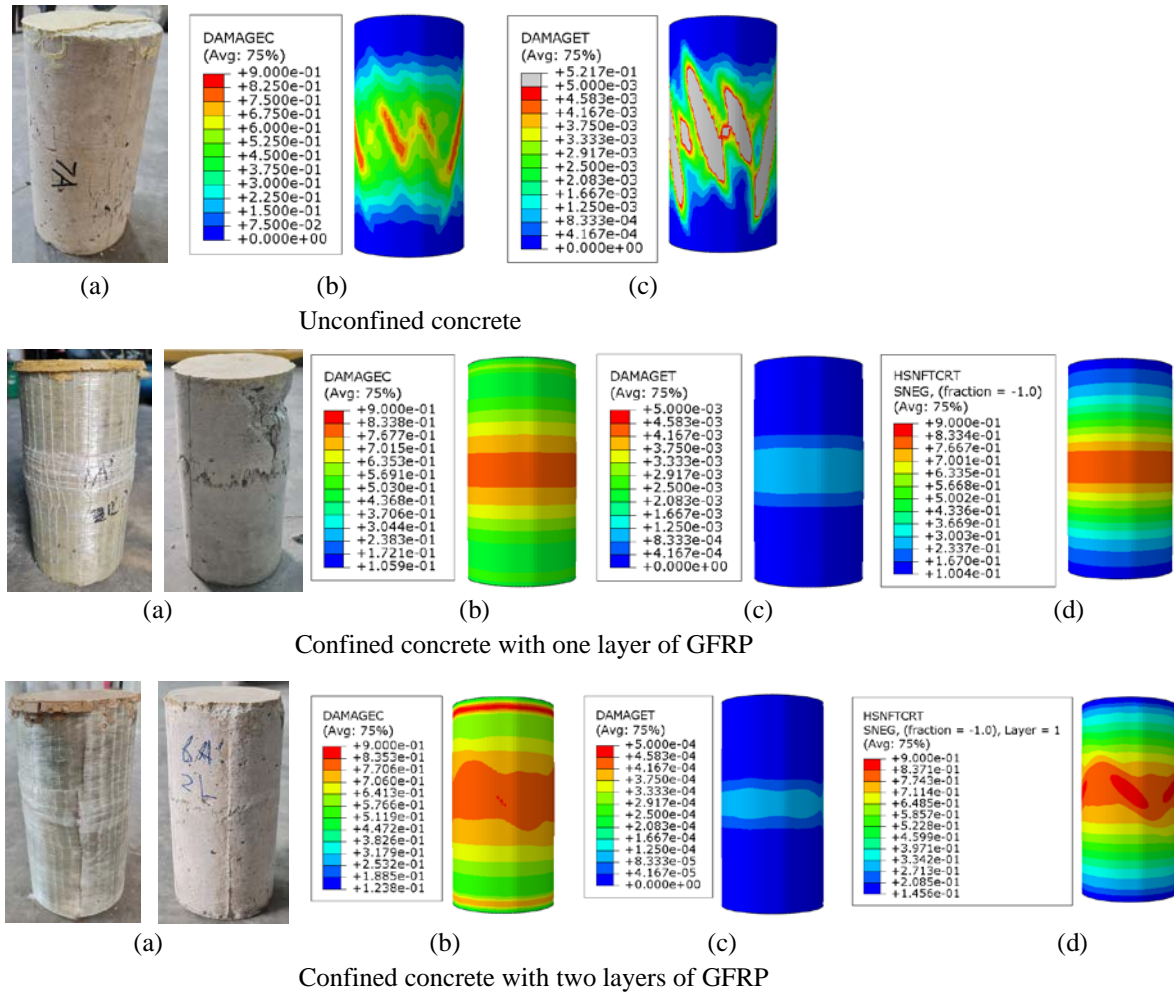 7A
DAMAGEC
(Avg: 75%)
+9.000e-01
+8.250e-01
+7.500e-01
+6.750e-01
+6.000e-01
+5.250e-01
+4.500e-01
+3.750e-01
+3.000e-01
+2.250e-01
+1.500e-01
+7.500e-02
+0.000e+00
DAMAGET
(Avg: 75%)
+5.217e-01
+5.000e-03
+4.583e-03
+4.167e-03
+3.750e-03
+3.333e-03
+2.917e-03
+2.500e-03
+2.083e-03
+1.667e-03
+1.250e-03
+8.333e-04
+4.167e-04
+0.000e+00
(a)
(b)
(c)
Unconfined concrete
DAMAGEC
(Avg: 75%)
+9.000e-01
+8.338e-01
+7.677e-01
+7.015e-01
+6.353e-01
+5.691e-01
+5.030e-01
+4.368e-01
+3.706e-01
+3.044e-01
+2.383e-01
+1.721e-01
+1.059e-01
DAMAGET
(Avg: 75%)
+5.000e-03
+4.583e-03
+4.167e-03
+3.750e-03
+3.333e-03
+2.917e-03
+2.500e-03
+2.083e-03
+1.667e-03
+1.250e-03
+8.333e-04
+4.167e-04
+0.000e+00
HSNFTCRT
SNEG, (fraction = -1.0)
(Avg: 75%)
+9.000e-01
+8.334e-01
+7.667e-01
+7.001e-01
+6.335e-01
+5.668e-01
+5.002e-01
+4.336e-01
+3.669e-01
+3.003e-01
+2.337e-01
+1.670e-01
+1.004e-01
(a)
(b)
(c)
(d)
Confined concrete with one layer of GFRP
6A'
2L
DAMAGEC
(Avg: 75%)
+9.000e-01
+8.353e-01
+7.706e-01
+7.060e-01
+6.413e-01
+5.766e-01
+5.119e-01
+4.472e-01
+3.826e-01
+3.179e-01
+2.532e-01
+1.885e-01
+1.238e-01
DAMAGET
(Avg: 75%)
+5.000e-04
+4.583e-04
+4.167e-04
+3.750e-04
+3.333e-04
+2.917e-04
+2.500e-04
+2.083e-04
+1.667e-04
+1.250e-04
+8.333e-05
+4.167e-05
+0.000e+00
HSNFTCRT
SNEG, (fraction = -1.0), Layer = 1
(Avg: 75%)
+9.000e-01
+8.371e-01
+7.743e-01
+7.114e-01
+6.485e-01
+5.857e-01
+5.228e-01
+4.599e-01
+3.971e-01
+3.342e-01
+2.713e-01
+2.085e-01
+1.456e-01
(a)
(b)
(c)
(d)
Confined concrete with two layers of GFRP